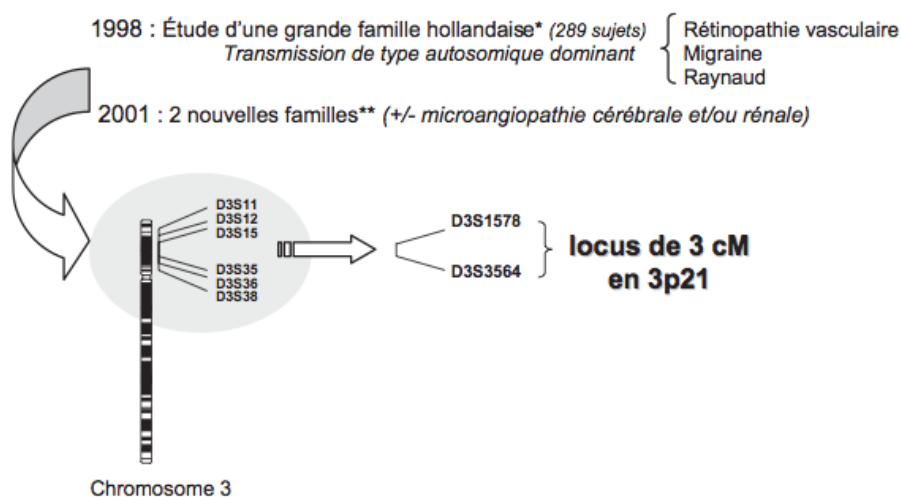 1998 : Étude d'une grande famille hollandaise* (289 sujets)
Transmission de type autosomique dominant
Rétinopathie vasculaire
Migraine
Raynaud
2001 : 2 nouvelles familles** (+/- microangiopathie cérébrale et/ou rénale)
D3S11
D3S12
D3S15
D3S35
D3S36
D3S38
D3S1578
D3S3564
locus de 3 cM
en 3p21
Chromosome 3